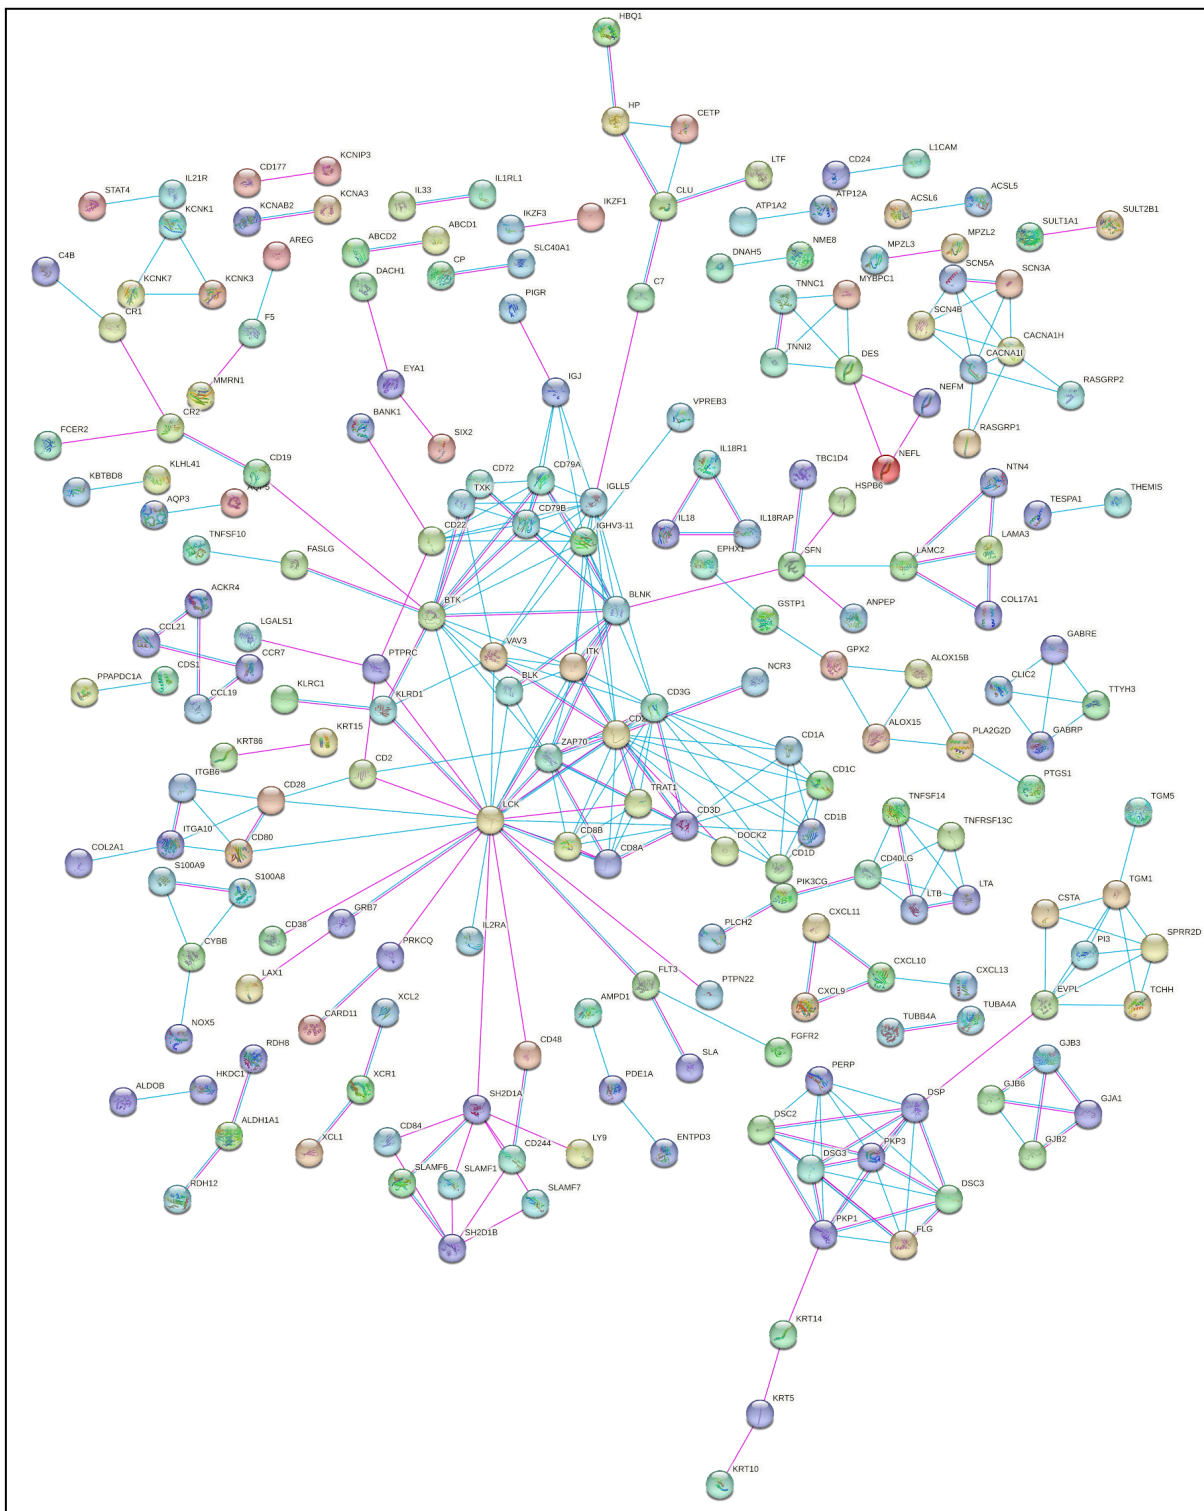 HBQ1
HP
CETP
LTF
CLU
C7
CD24
L1CAM
ATP1A2
ATP12A
ACSL6
ACSL5
SULT1A1
SULT2B1
MPZL3
MPZL2
DNAH5
NME8
STAT4
IL21R
CD177
KCNIP3
KCNAB2
KCNA3
IL33
IL1RL1
IKZF3
IKZF1
ABCD2
ABCD1
CP
SLC40A1
KCNK1
KCNK7
KCNK3
AREG
F5
MMRN1
C4B
CR1
CR2
FCER2
CD19
DACH1
EYA1
SIX2
PIGR
IGJ
BANK1
VPREB3
TNNC1
MYBPC1
TNNI2
DES
NEFM
NEFL
SCN5A
SCN3A
SCN4B
CACNA1H
CACNA1I
RASGRP2
RASGRP1
KBTBD8
KLHL41
AQP3
TNFSF10
FASLG
CD72
TXK
CD79A
CD79B
CD22
IGLL5
IGHV3-11
IL18R1
IL18
IL18RAP
TBC1D4
HSPB6
SFN
ANPEP
NTN4
LAMA3
LAMC2
COL17A1
TESPA1
THEMIS
EPHX1
GSTP1
GPX2
ALOX15B
ALOX15
PLA2G2D
PTGS1
GABRE
CLIC2
TTYH3
GABRP
ACKR4
CCL21
CCR7
CCL19
LGALS1
PTPRC
PPAPDC1A
CDS1
KLRC1
KLRD1
BTK
BLNK
VAV3
ITK
BLK
CD3G
NCR3
ZAP70
TRAT1
CD3D
CD1A
CD1C
CD1B
CD1D
DOCK2
CD8B
CD8A
LCK
CD2
KRT86
KRT15
ITGB6
CD28
ITGA10
CD80
COL2A1
S100A9
S100A8
CYBB
NOX5
CD38
GRB7
LAX1
PRKCQ
CARD11
IL2RA
FLT3
PTPN22
SLA
FGFR2
TNFSF14
TNFRSF13C
CD40LG
LTB
LTA
PIK3CG
PLCH2
CXCL11
CXCL10
CXCL9
CXCL13
TUBB4A
TUBA4A
TGM5
TGM1
CSTA
SPRR2D
PI3
EVPL
TCHH
GJB3
GJB6
GJA1
GJB2
AMPD1
PDE1A
ENTPD3
XCL2
XCR1
XCL1
RDH8
ALDOB
HKDC1
ALDH1A1
RDH12
CD48
SH2D1A
CD84
CD244
LY9
SLAMF6
SLAMF1
SLAMF7
SH2D1B
PERP
DSP
DSC2
PKP3
DSG3
DSC3
PKP1
FLG
KRT14
KRT5
KRT10